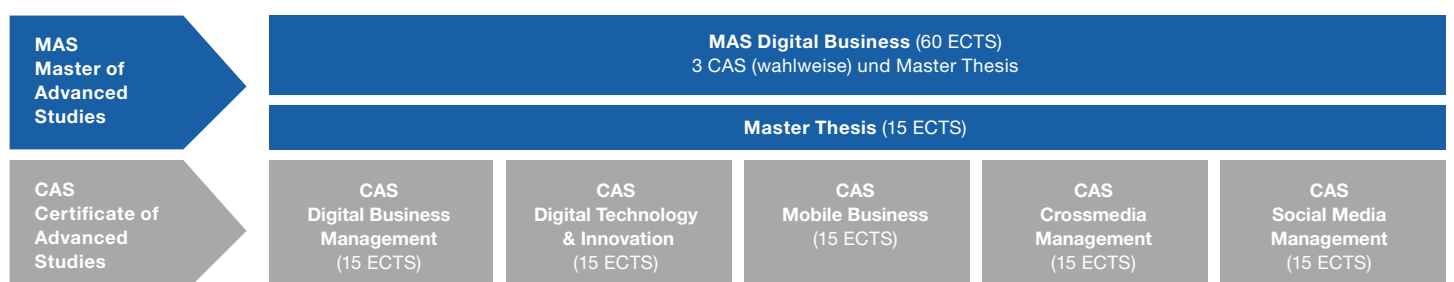 MAS
Master of
Advanced
Studies
MAS Digital Business (60 ECTS)
3 CAS (wahlweise) und Master Thesis
Master Thesis (15 ECTS)
CAS
Certificate of
Advanced
Studies
CAS
Digital Business
Management
(15 ECTS)
CAS
Digital Technology
& Innovation
(15 ECTS)
CAS
Mobile Business
(15 ECTS)
CAS
Crossmedia
Management
(15 ECTS)
CAS
Social Media
Management
(15 ECTS)